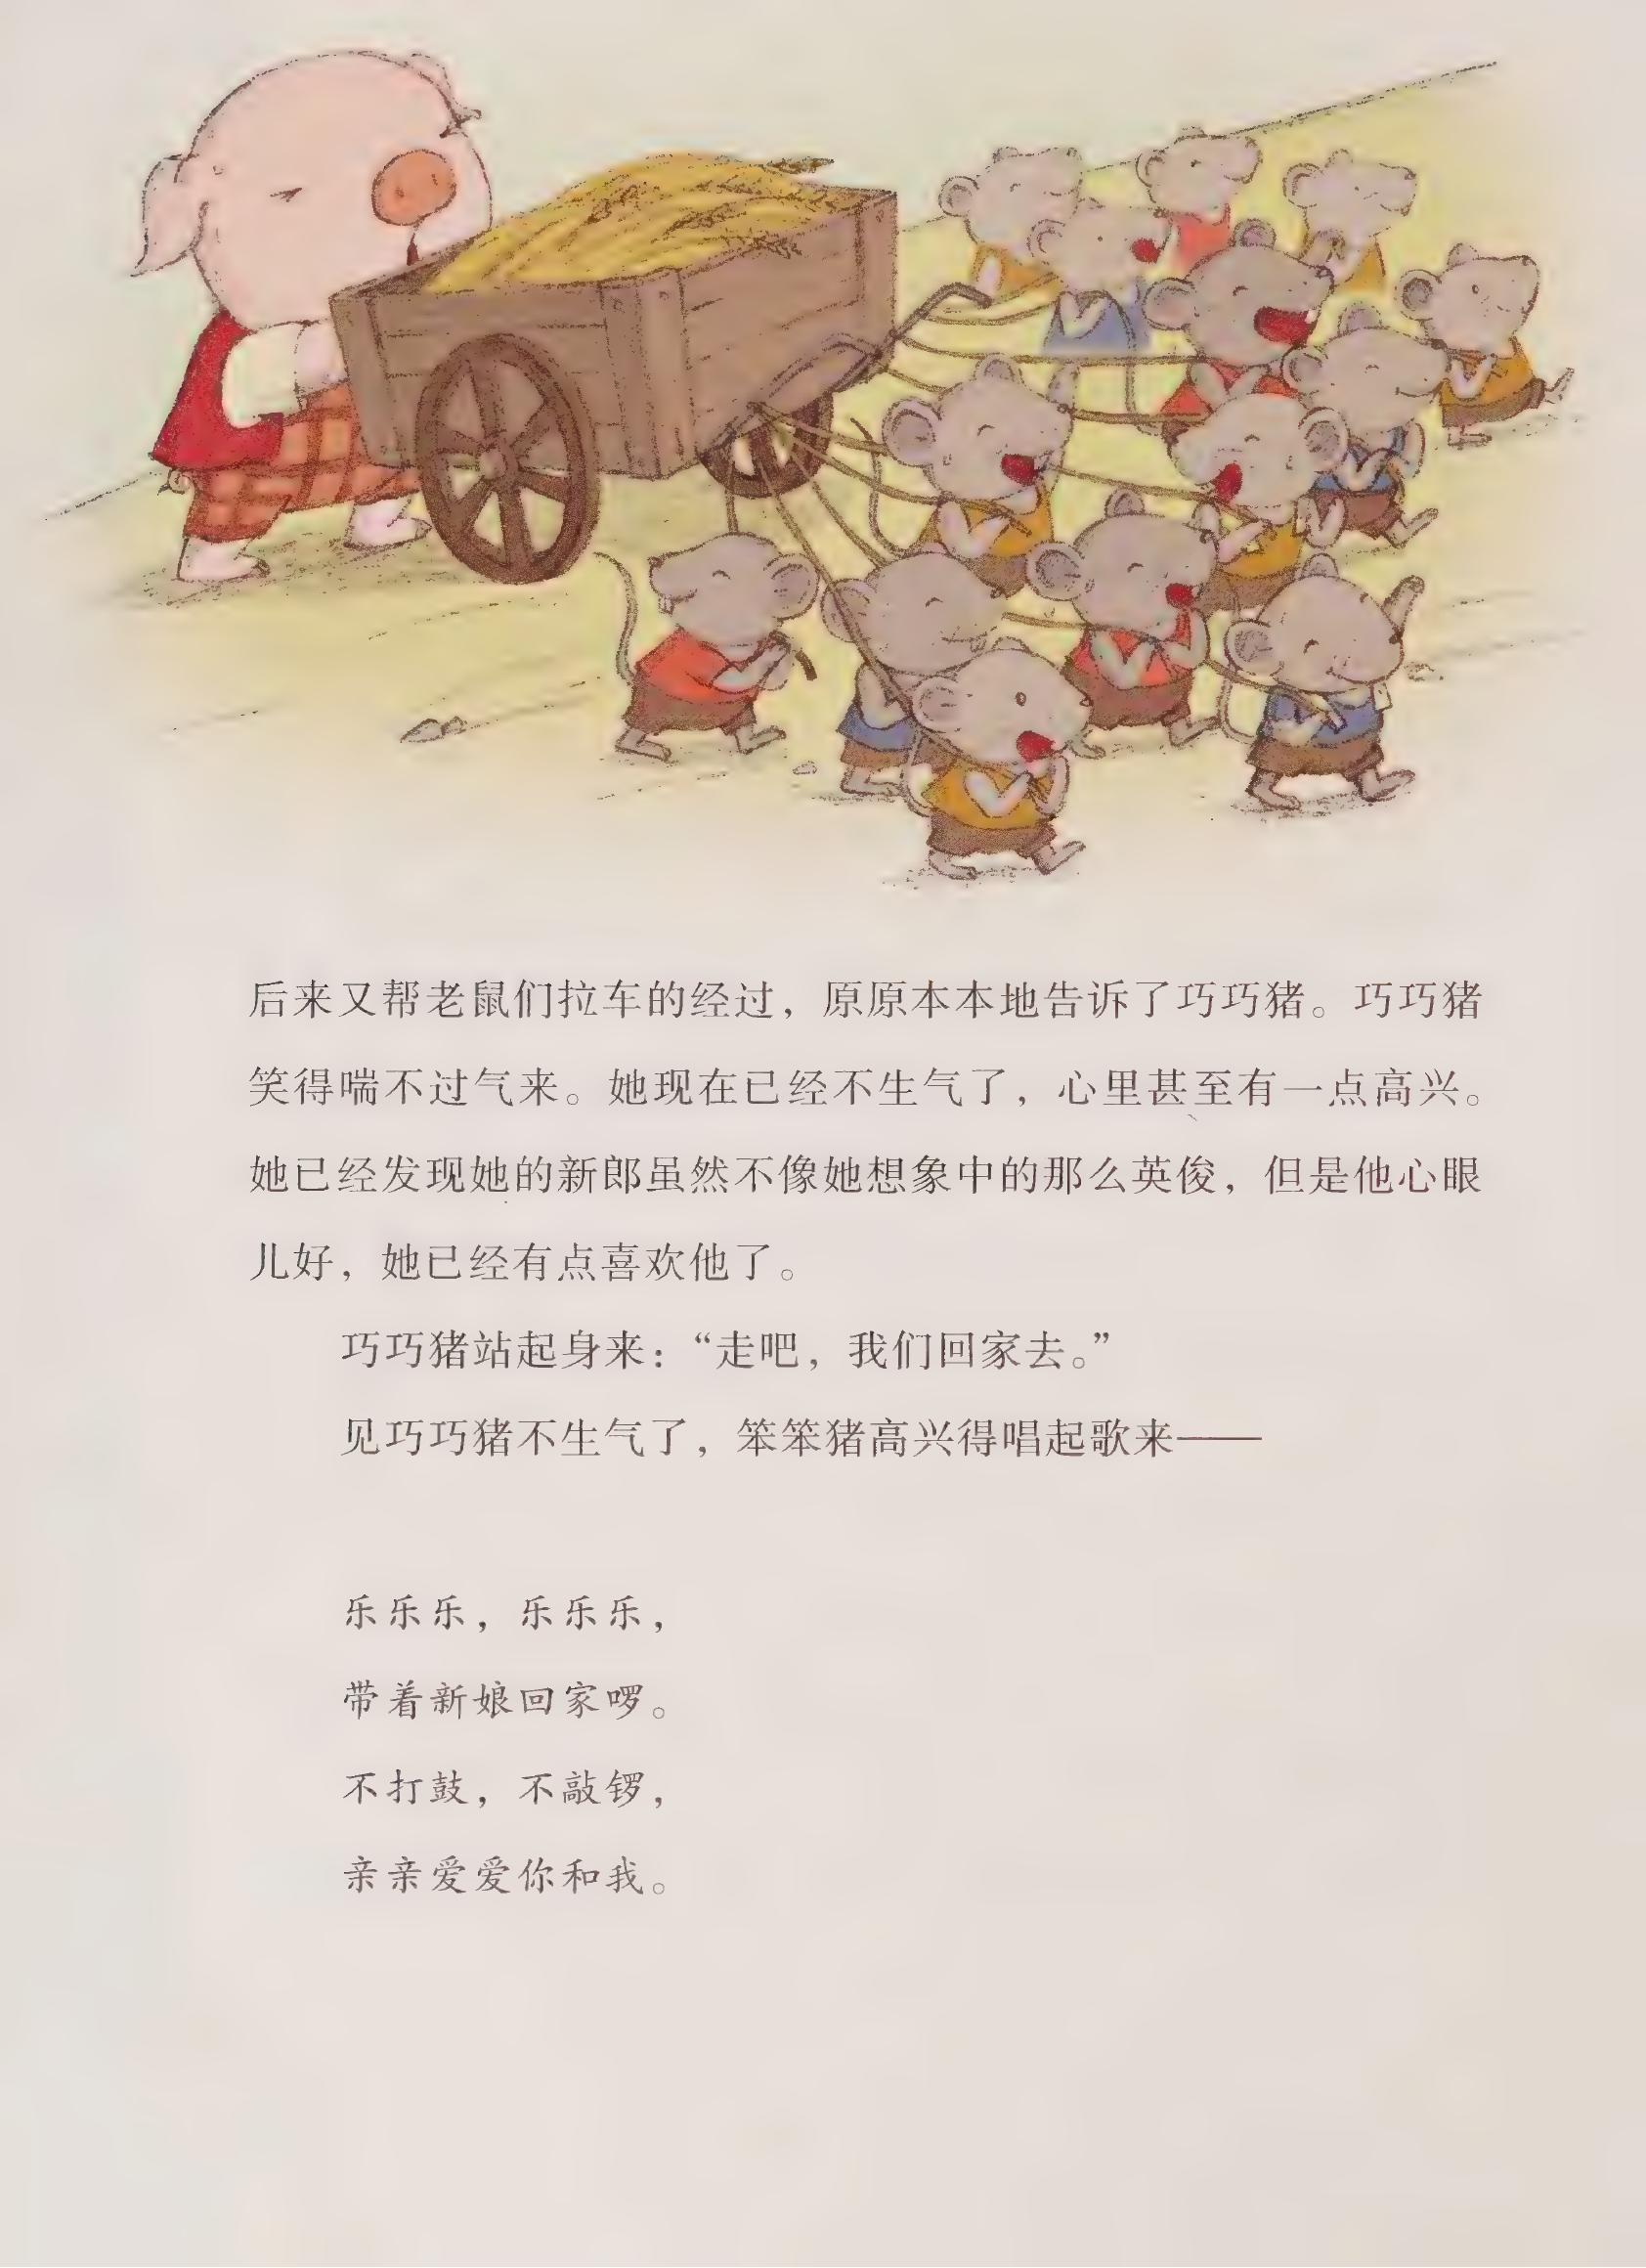 后来又帮老鼠们拉车的经过，原原本本地告诉了巧巧猪。巧巧猪
笑得喘不过气来。她现在已经不生气了，心里甚至有一点高兴。
她已经发现她的新郎虽然不像她想象中的那么英俊，但是他心眼
儿好，她已经有点喜欢他了。
巧巧猪站起身来：“走吧，我们回家去。”
见巧巧猪不生气了，笨笨猪高兴得唱起歌来——
乐乐乐，乐乐乐，
带着新娘回家啰。
不打鼓，不敲锣，
亲亲爱爱你和我。